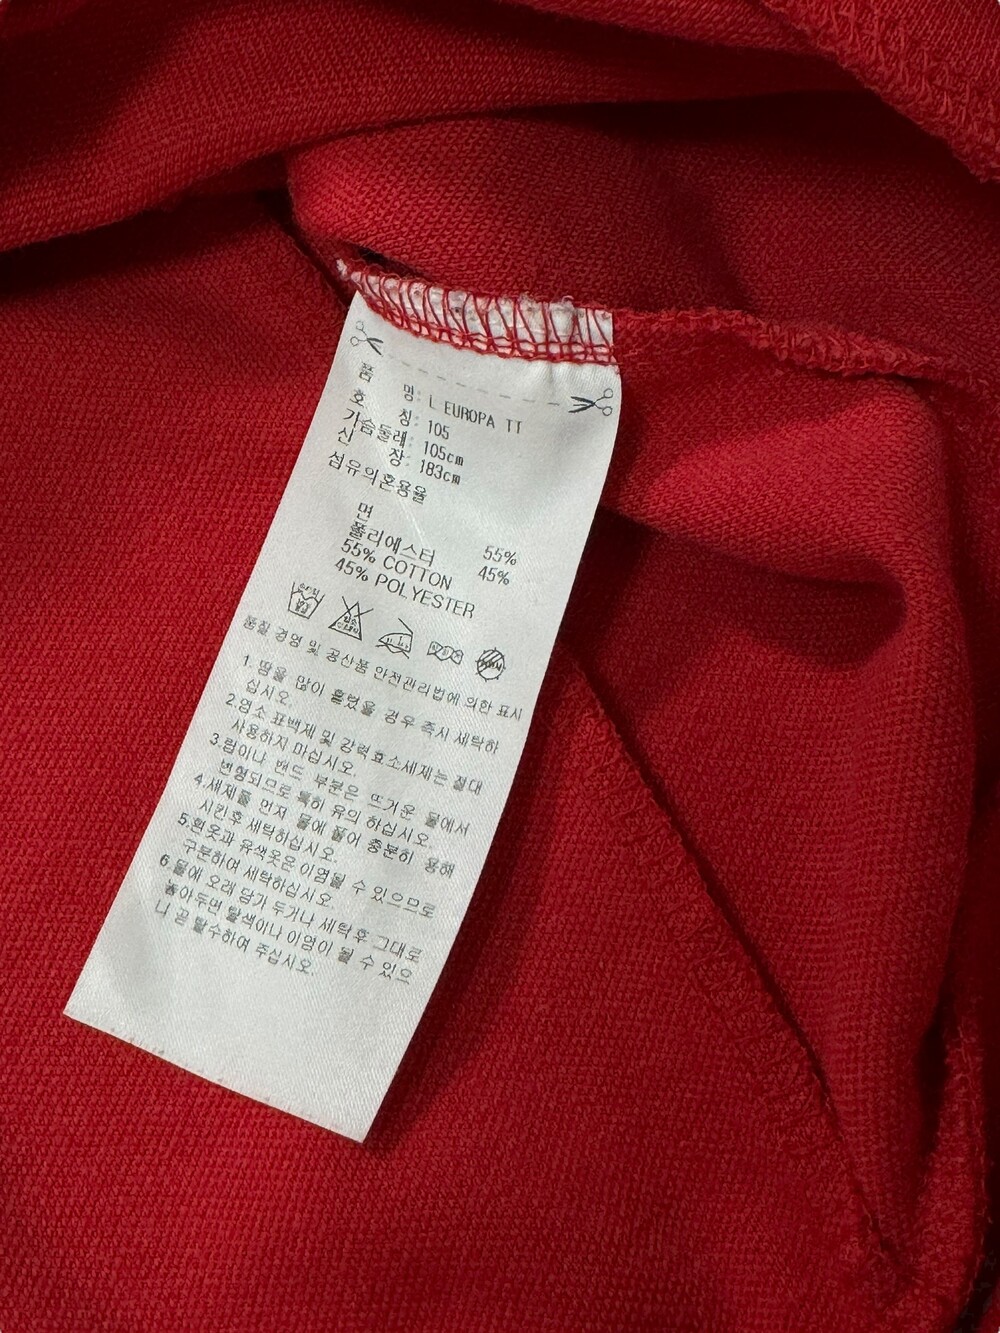 품 명: L EUROPA TT
호 칭: 105
가슴둘레: 105cm
신 장: 183cm
섬유의혼용율
면 55%
폴리에스터 45%
55% COTTON
45% POLYESTER
품질 경영 및 공산품 안전관리법에 의한 표시
1. 땀을 많이 흘렸을 경우 즉시 세탁하
십시오.
2.염소 표백제 및 강력효소세제는 절대
사용하지 마십시오.
3.립이나 밴드 부분은 뜨거운 물에서
변형되므로 특히 유의 하십시오.
4.세제를 먼저 물에 풀어 충분히 용해
시킨후 세탁하십시오.
5.흰옷과 유색옷은 이염될 수 있으므로
구분하여 세탁하십시오.
6.물에 오래 담가 두거나 세탁후 그대로
놓아두면 탈색이나 이염이 될 수 있으
니 곧 탈수하여 주십시오.